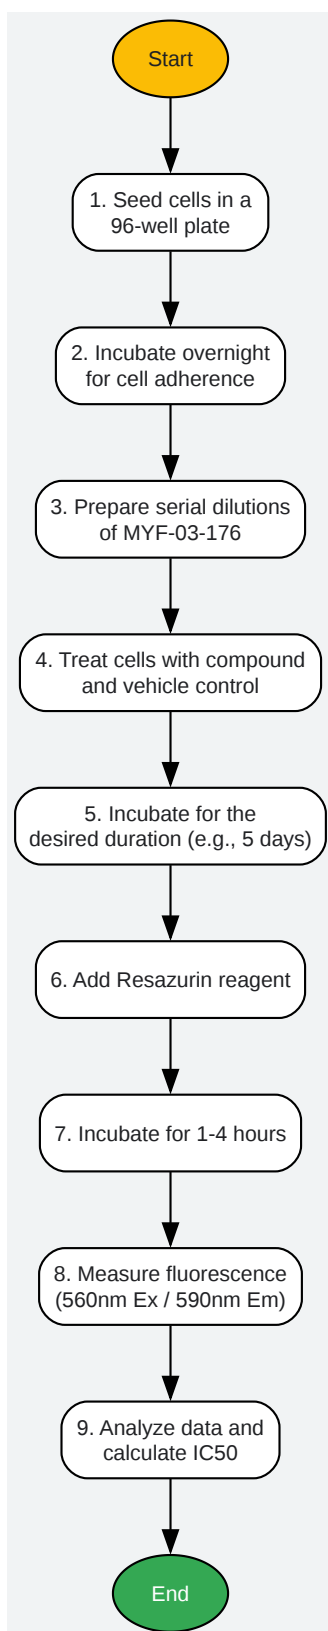 Start
1. Seed cells in a
96-well plate
2. Incubate overnight
for cell adherence
3. Prepare serial dilutions
of MYF-03-176
4. Treat cells with compound
and vehicle control
5. Incubate for the
desired duration (e.g., 5 days)
6. Add Resazurin reagent
7. Incubate for 1-4 hours
8. Measure fluorescence
(560nm Ex / 590nm Em)
9. Analyze data and
calculate IC50
End